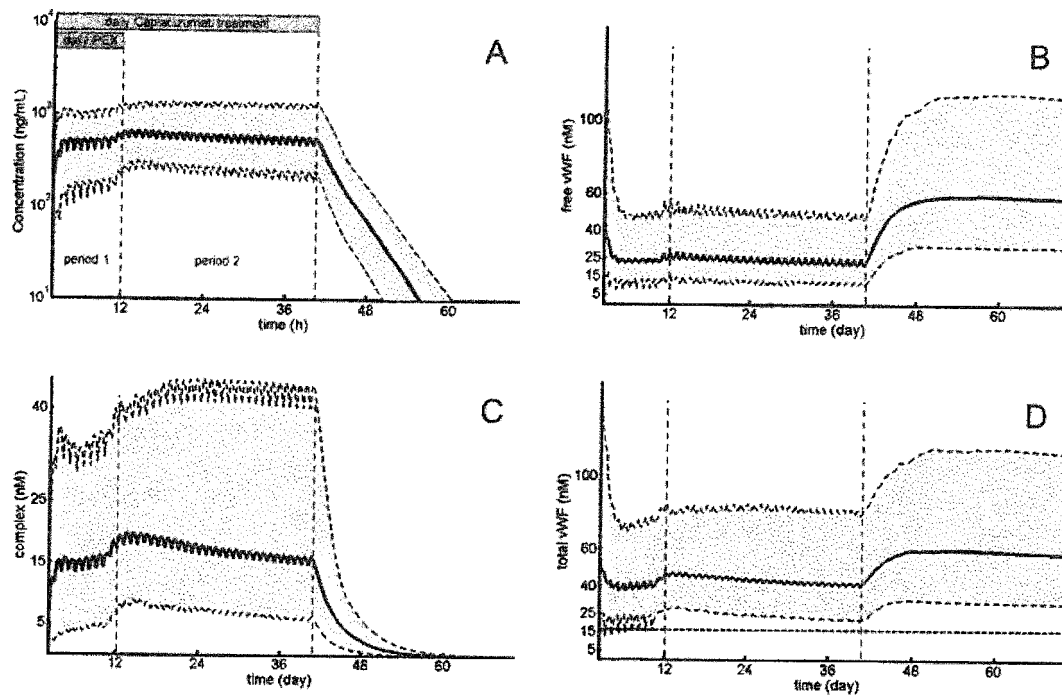 10⁴
daily Caplacizumab treatment
daily PEX
A
10³
Concentration (ng/mL)
10²
period 1
period 2
10¹
12
24
36
48
60
time (h)
B
100
free vWF (nM)
60
40
25
15
5
12
24
36
48
60
time (day)
C
40
complex (nM)
25
15
5
12
24
36
48
60
time (day)
D
100
total vWF (nM)
60
40
25
15
5
12
24
36
48
60
time (day)